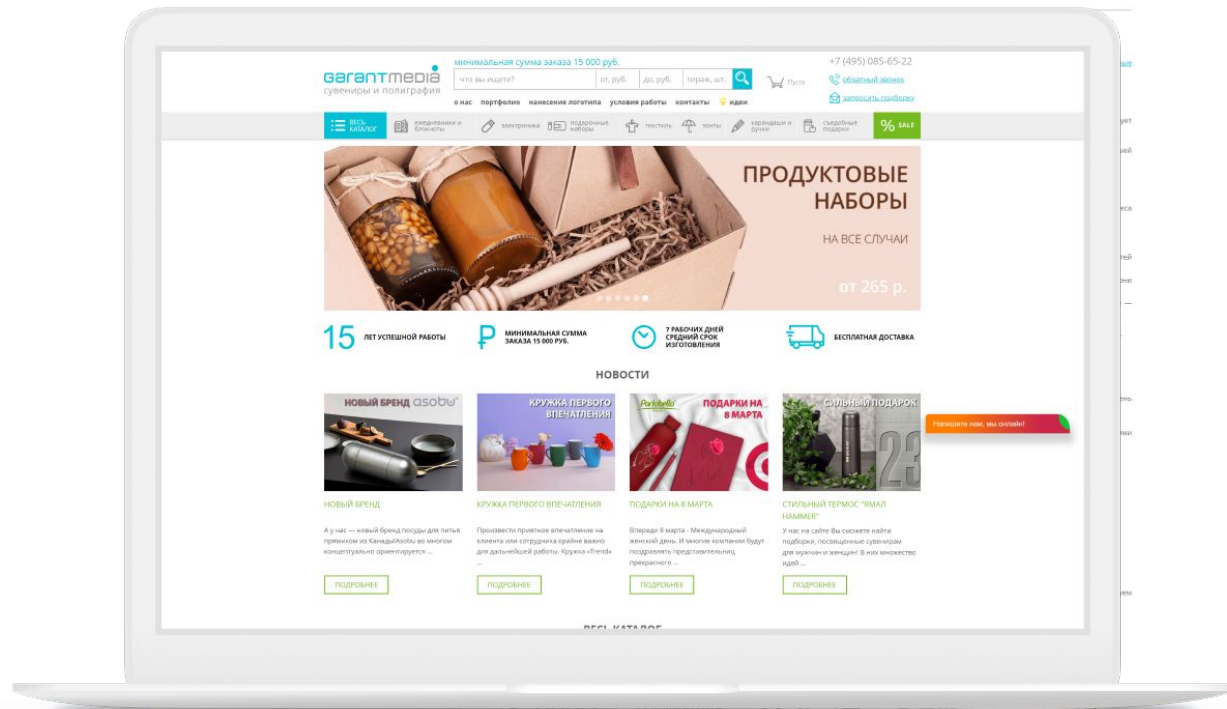 минимальная сумма заказа 15 000 руб.
+7 (495) 085-65-22
garantmedia
сувениры и полиграфия
что вы ищете?
от, руб.
до, руб.
тираж, шт.
Пусто
обратный звонок
запросить подборку
о нас портфолио нанесение логотипа условия работы контакты идеи
ВЕСЬ
КАТАЛОГ
ежедневники и
блокноты
электроника
подарочные
наборы
текстиль
зонты
карандаши и
ручки
съедобные
подарки
% SALE
ПРОДУКТОВЫЕ
НАБОРЫ
НА ВСЕ СЛУЧАИ
от 265 р.
15
ЛЕТ УСПЕШНОЙ РАБОТЫ
МИНИМАЛЬНАЯ СУММА
ЗАКАЗА 15 000 РУБ.
7 РАБОЧИХ ДНЕЙ
СРЕДНИЙ СРОК
ИЗГОТОВЛЕНИЯ
БЕСПЛАТНАЯ ДОСТАВКА
НОВОСТИ
НОВЫЙ БРЕНД asobu
КРУЖКА ПЕРВОГО
ВПЕЧАТЛЕНИЯ
Portobello
ПОДАРКИ НА
8 МАРТА
СИЛЬНЫЙ ПОДАРОК
23
Напишите нам, мы онлайн!
НОВЫЙ БРЕНД
А у нас — новый бренд посуды для питья
прямиком из Канады!Asobu во многом
концептуально ориентируется ...
ПОДРОБНЕЕ
КРУЖКА ПЕРВОГО ВПЕЧАТЛЕНИЯ
Произвести приятное впечатление на
клиента или сотрудника крайне важно
для дальнейшей работы. Кружка «Trend»
...
ПОДРОБНЕЕ
ПОДАРКИ НА 8 МАРТА
Впереди 8 марта - Международный
женский день. И многие компании будут
поздравлять представительниц
прекрасного ...
ПОДРОБНЕЕ
СТИЛЬНЫЙ ТЕРМОС "ЯМАЛ
HAMMER"
У нас на сайте Вы сможете найти
подборки, посвященные сувенирам
для мужчин и женщин! В них множество
идей ...
ПОДРОБНЕЕ
ВЕСЬ КАТАЛОГ